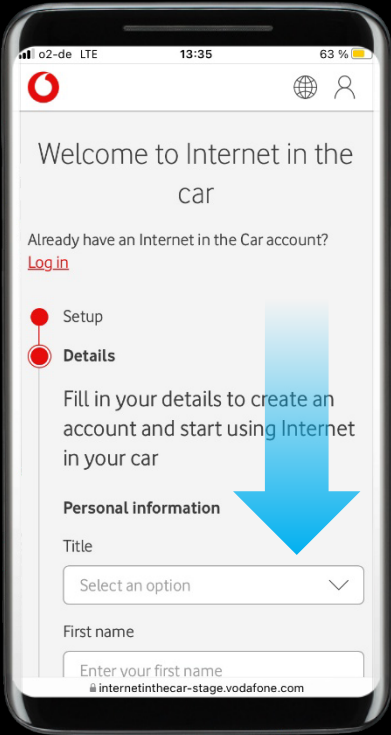 o2-de LTE 13:35 63 %
Welcome to Internet in the
car
Already have an Internet in the Car account?
Log in
Setup
Details
Fill in your details to create an
account and start using Internet
in your car
Personal information
Title
Select an option
First name
Enter your first name
internetinthecar-stage.vodafone.com